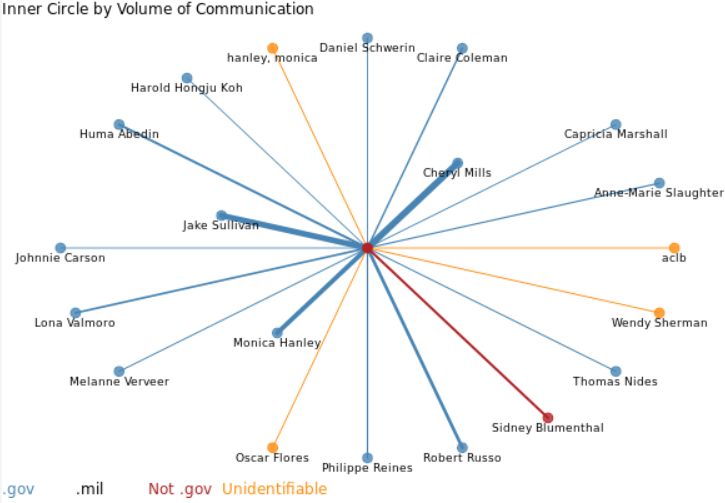 Inner Circle by Volume of Communication
Daniel Schwerin
hanley, monica
Claire Coleman
Harold Hongju Koh
Huma Abedin
Capricia Marshall
Cheryl Mills
Anne-Marie Slaughter
Jake Sullivan
Johnnie Carson
aclb
Lona Valmoro
Wendy Sherman
Monica Hanley
Melanne Verveer
Thomas Nides
Sidney Blumenthal
Oscar Flores
Robert Russo
Philippe Reines
.gov .mil Not .gov Unidentifiable